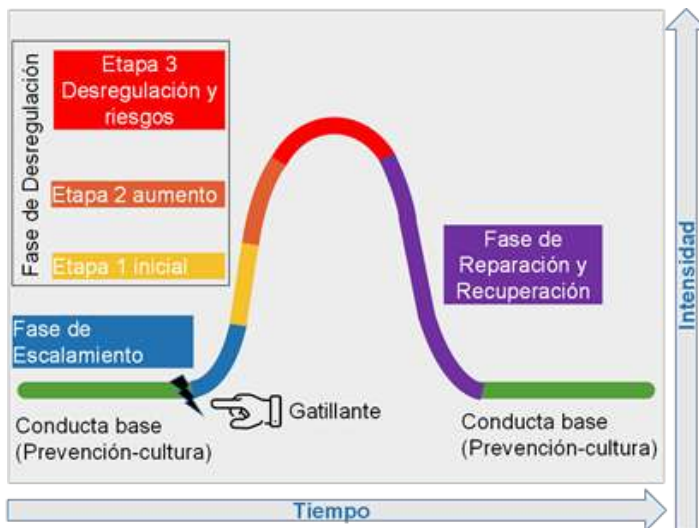 Fase de Desregulación
Etapa 3
Desregulación y
riesgos
Etapa 2 aumento
Etapa 1 inicial
Fase de
Escalamiento
Fase de
Reparación y
Recuperación
Gatillante
Conducta base
(Prevención-cultura)
Conducta base
(Prevención-cultura)
Intensidad
Tiempo